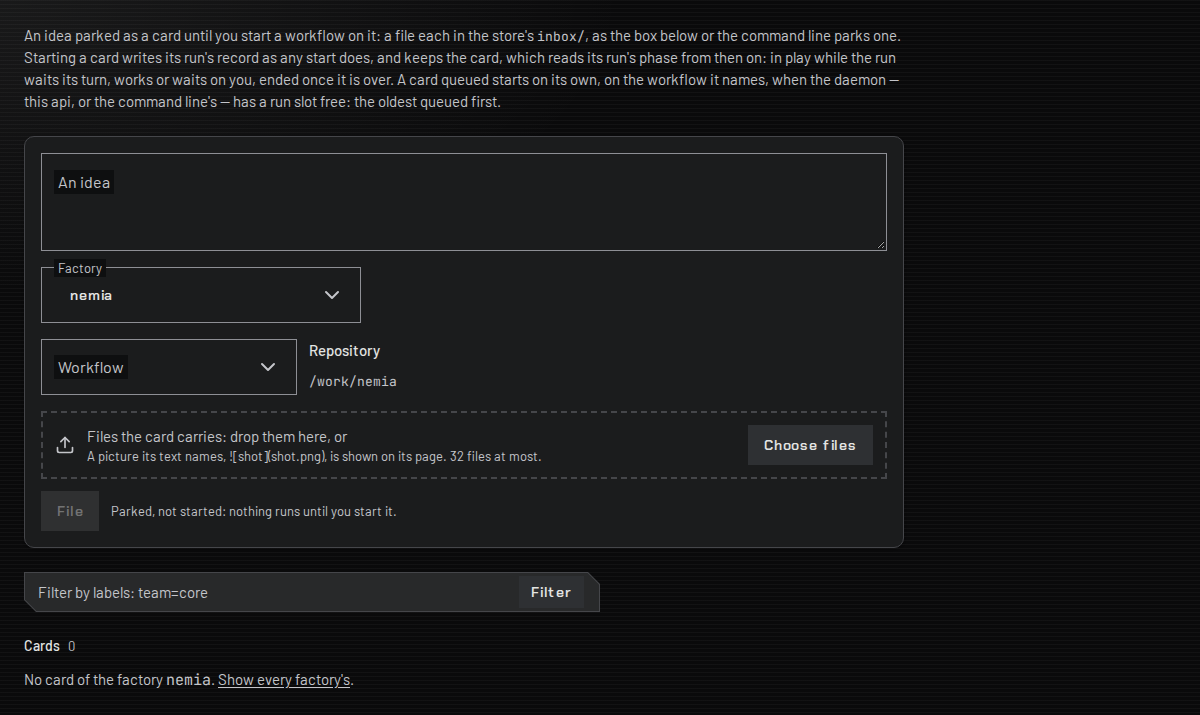 An idea parked as a card until you start a workflow on it: a file each in the store's inbox/, as the box below or the command line parks one.
Starting a card writes its run's record as any start does, and keeps the card, which reads its run's phase from then on: in play while the run
waits its turn, works or waits on you, ended once it is over. A card queued starts on its own, on the workflow it names, when the daemon —
this api, or the command line's — has a run slot free: the oldest queued first.
An idea
Factory
nemia
Workflow
Repository
/work/nemia
Files the card carries: drop them here, or
A picture its text names, ![shot](shot.png), is shown on its page. 32 files at most.
Choose files
File
Parked, not started: nothing runs until you start it.
Filter by labels: team=core
Filter
Cards 0
No card of the factory nemia. Show every factory's.